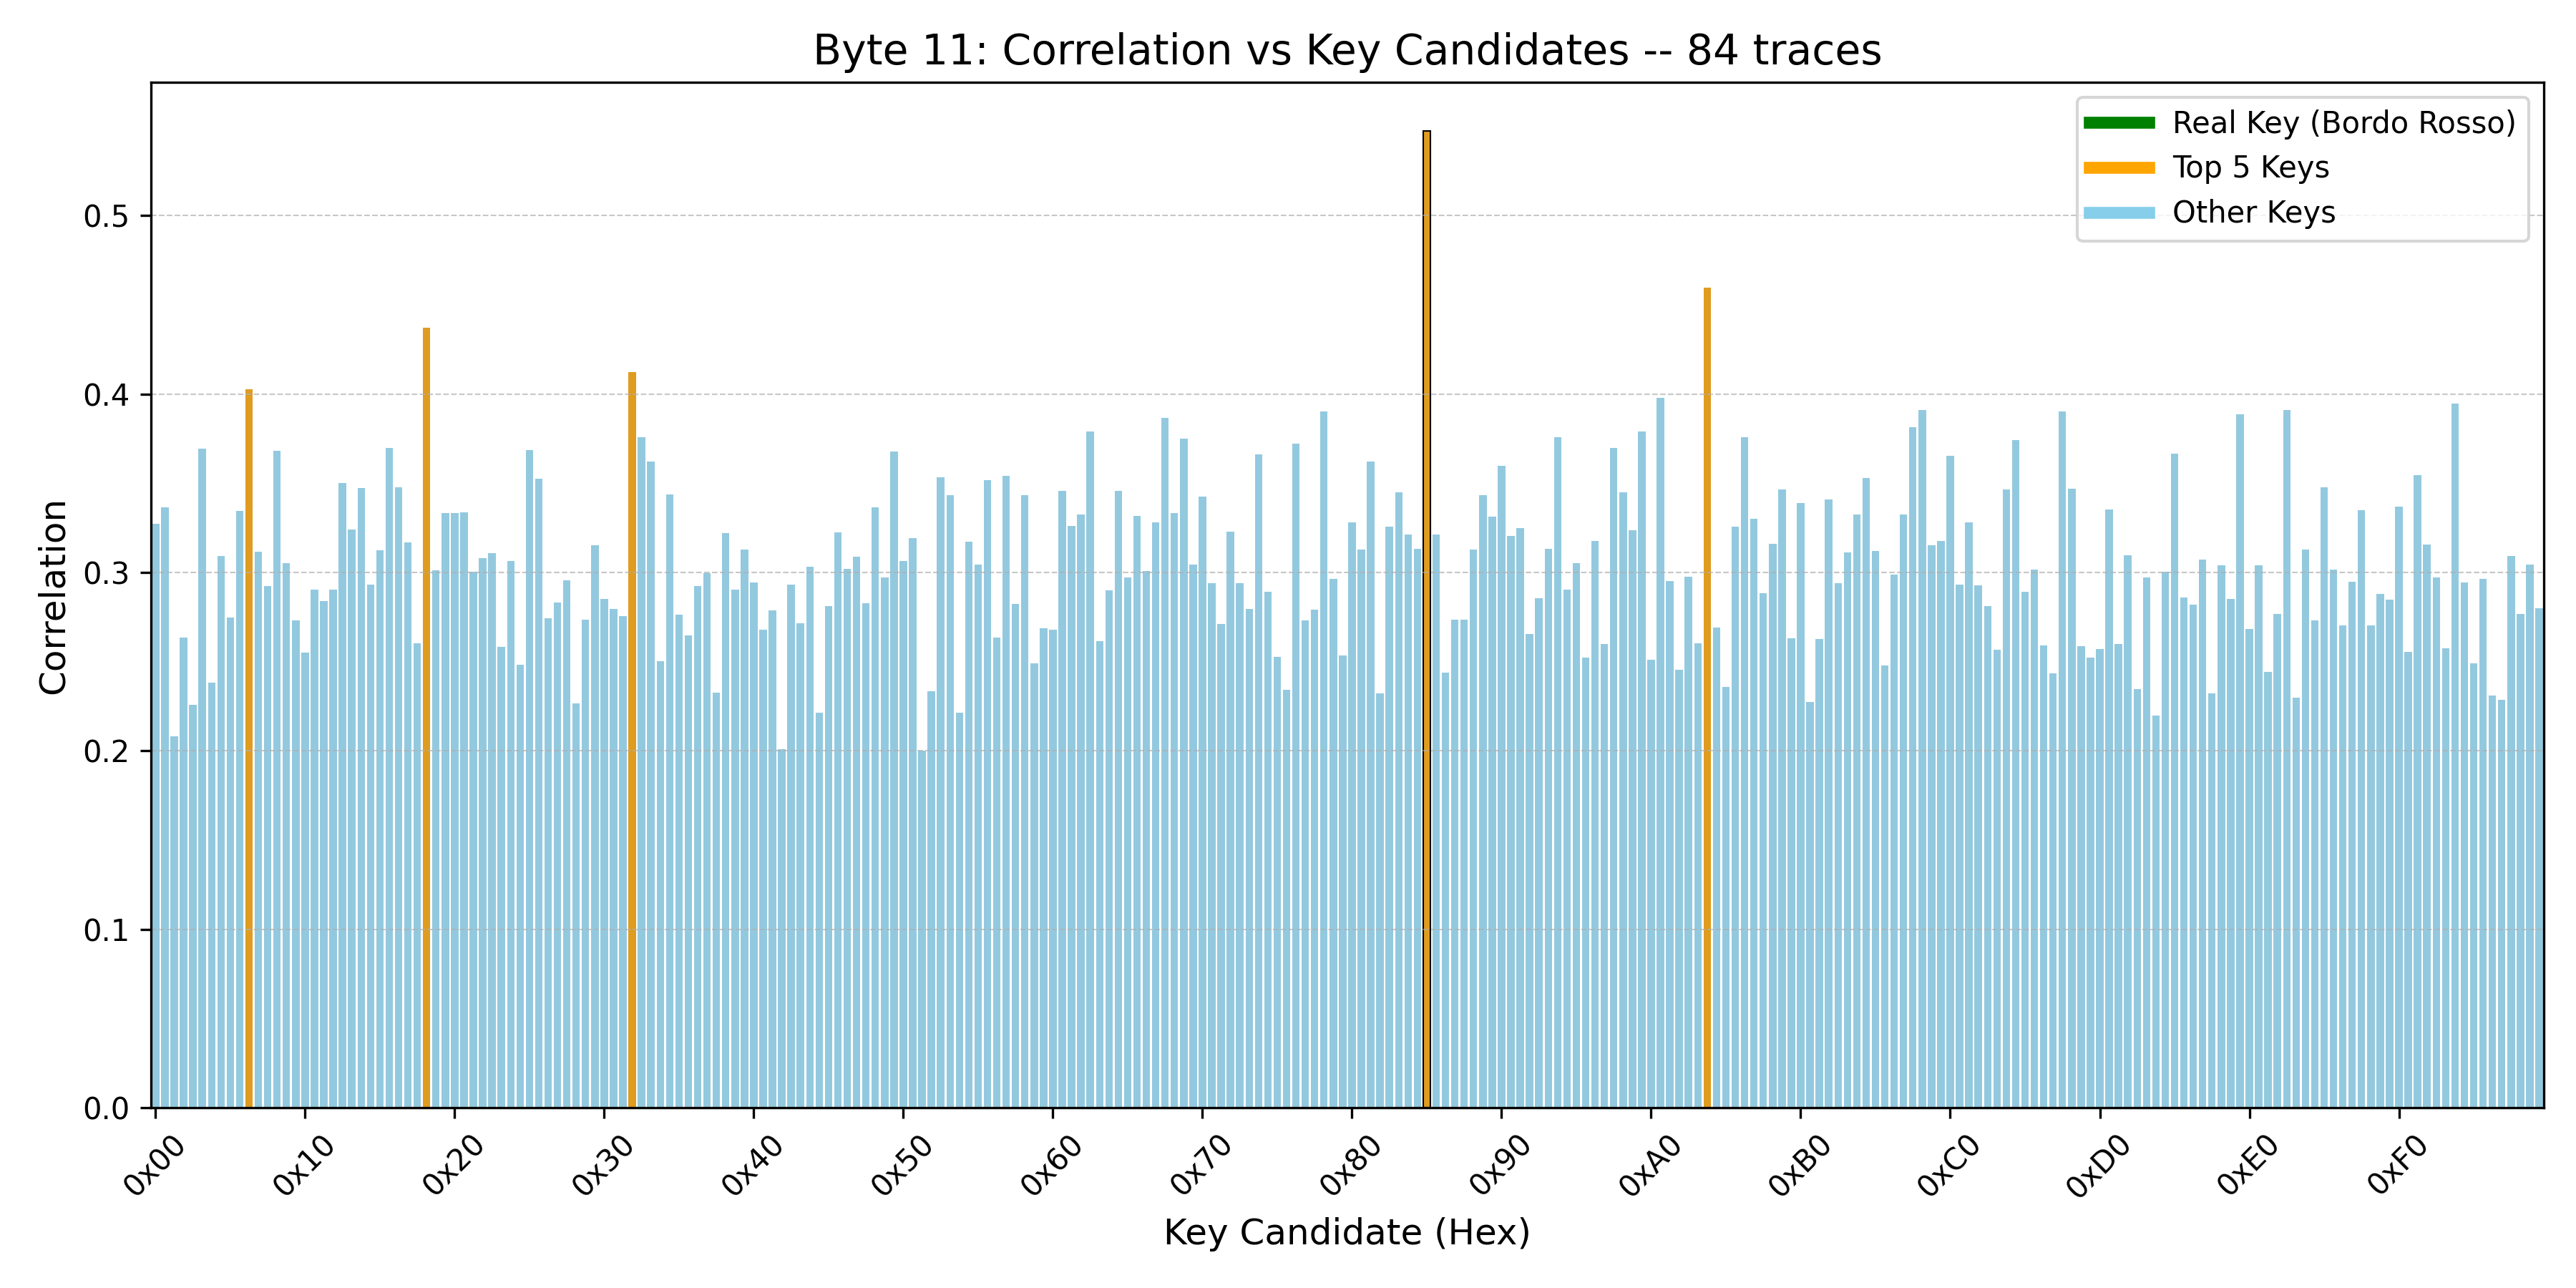 Byte 11: Correlation vs Key Candidates -- 84 traces
Real Key (Bordo Rosso)
Top 5 Keys
Other Keys
Correlation
0.5
0.4
0.3
0.2
0.1
0.0
0x00 0x10 0x20 0x30 0x40 0x50 0x60 0x70 0x80 0x90 0xA0 0xB0 0xC0 0xD0 0xE0 0xF0
Key Candidate (Hex)